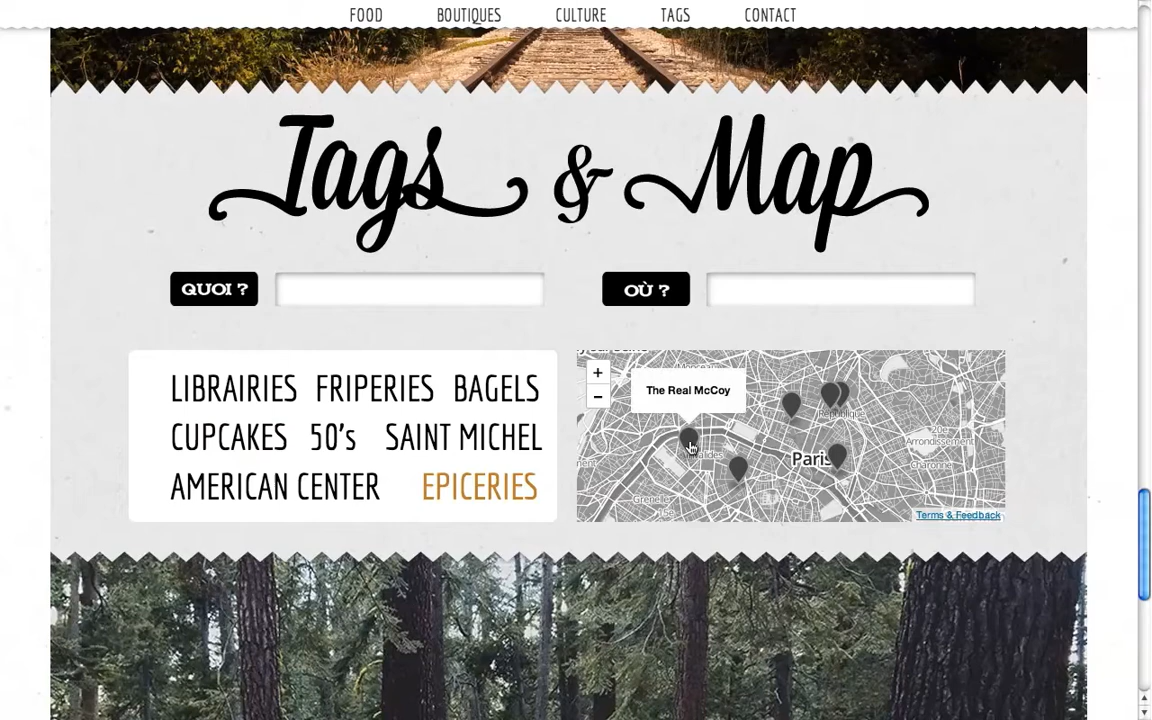 FOOD BOUTIQUES CULTURE TAGS CONTACT
Tags & Map
QUOI ? OÙ ?
LIBRAIRIES FRIPERIES BAGELS
CUPCAKES 50's SAINT MICHEL
AMERICAN CENTER EPICERIES
+
−
The Real McCoy
République
20e
Arrondissement
Charonne
Paris
Grenelle
Terms & Feedback